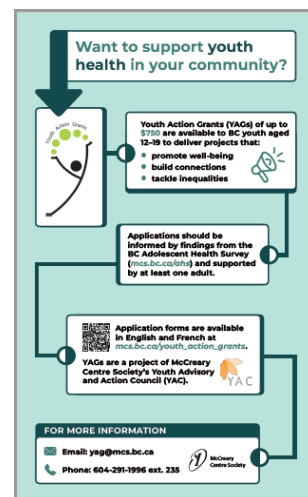 Want to support youth
health in your community?
Youth Action Grants
Youth Action Grants (YAGs) of up to
$750 are available to BC youth aged
12–19 to deliver projects that:
promote well-being
build connections
tackle inequalities
Applications should be
informed by findings from the
BC Adolescent Health Survey
(mcs.bc.ca/ahs) and supported
by at least one adult.
Application forms are available
in English and French at
mcs.bc.ca/youth_action_grants.
YAGs are a project of McCreary
Centre Society's Youth Advisory
and Action Council (YAC).
YAC
FOR MORE INFORMATION
Email: yag@mcs.bc.ca
Phone: 604-291-1996 ext. 235
McCreary
Centre Society